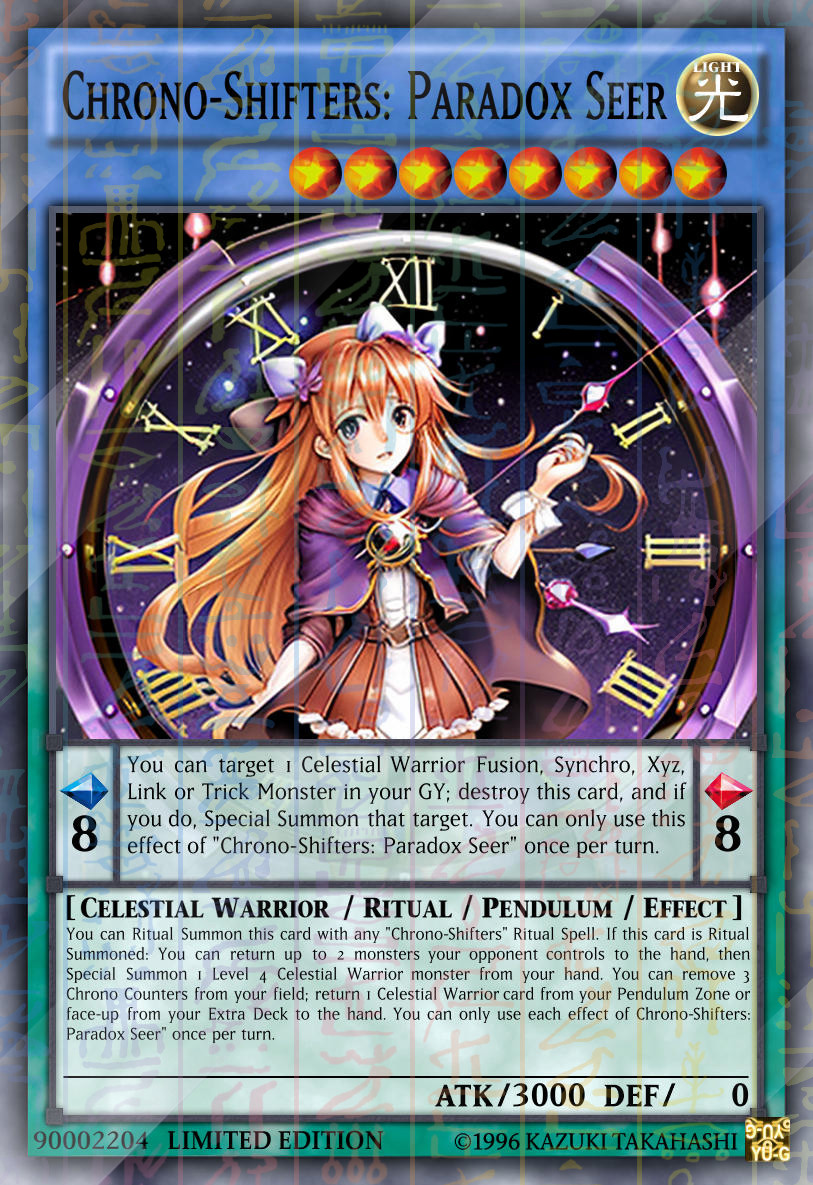 CHRONO-SHIFTERS: PARADOX SEER
LIGHT
光
XII
I
II
III
IIII
8
You can target 1 Celestial Warrior Fusion, Synchro, Xyz,
Link or Trick Monster in your GY; destroy this card, and if
you do, Special Summon that target. You can only use this
effect of "Chrono-Shifters: Paradox Seer" once per turn.
8
[ CELESTIAL WARRIOR / RITUAL / PENDULUM / EFFECT ]
You can Ritual Summon this card with any "Chrono-Shifters" Ritual Spell. If this card is Ritual
Summoned: You can return up to 2 monsters your opponent controls to the hand, then
Special Summon 1 Level 4 Celestial Warrior monster from your hand. You can remove 3
Chrono Counters from your field; return 1 Celestial Warrior card from your Pendulum Zone or
face-up from your Extra Deck to the hand. You can only use each effect of Chrono-Shifters:
Paradox Seer" once per turn.
ATK/3000 DEF/ 0
90002204 LIMITED EDITION ©1996 KAZUKI TAKAHASHI